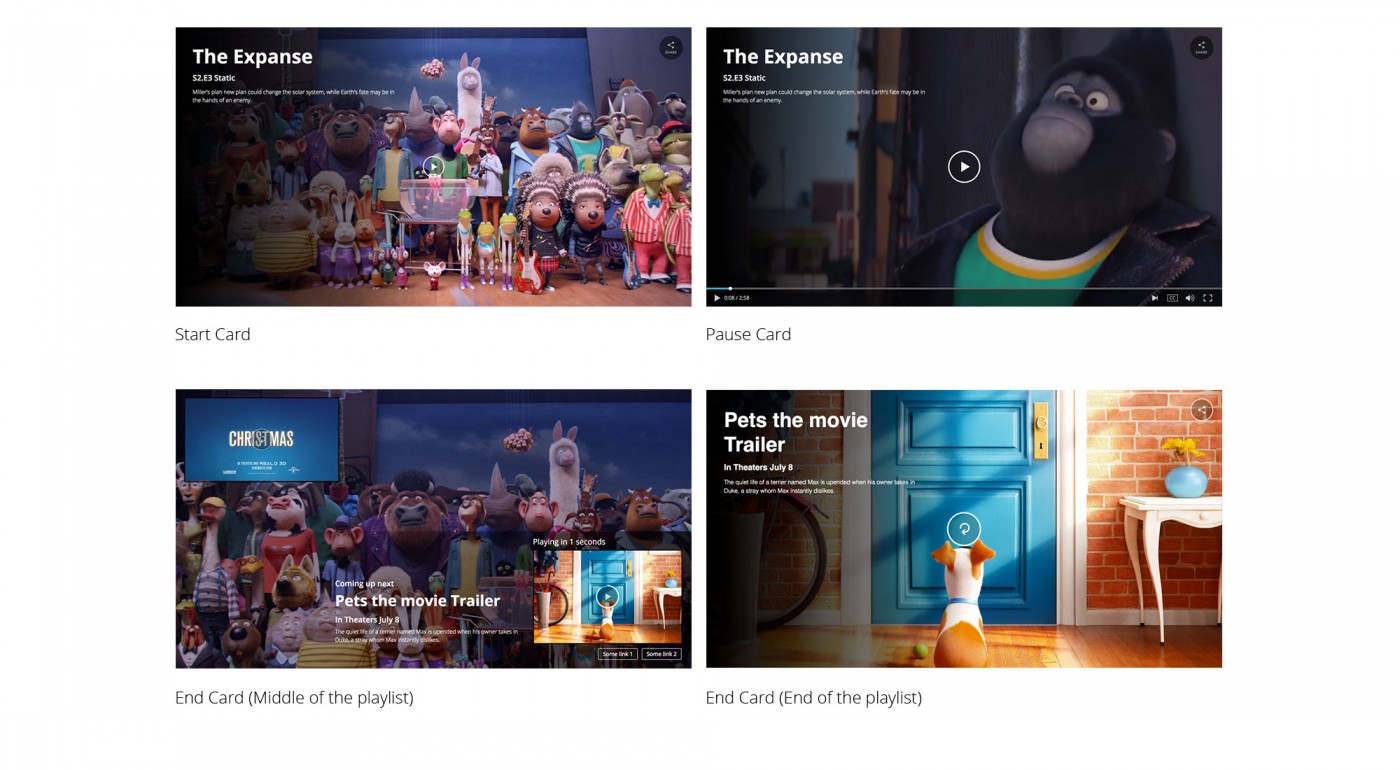 The Expanse
SHARE
S2.E3 Static
Miller's plan new plan could change the solar system, while Earth's fate may be in
the hands of an enemy.
Start Card
The Expanse
SHARE
S2.E3 Static
Miller's plan new plan could change the solar system, while Earth's fate may be in
the hands of an enemy.
0:08 / 2:58
CC
Pause Card
CHRISTMAS
Playing in 1 seconds
Coming up next
Pets the movie Trailer
In Theaters July 8
The quiet life of a terrier named Max is upended when his owner takes in
Duke, a stray whom Max instantly dislikes.
Some link 1
Some link 2
End Card (Middle of the playlist)
Pets the movie
Trailer
In Theaters July 8
The quiet life of a terrier named Max is upended when his owner takes in
Duke, a stray whom Max instantly dislikes.
End Card (End of the playlist)